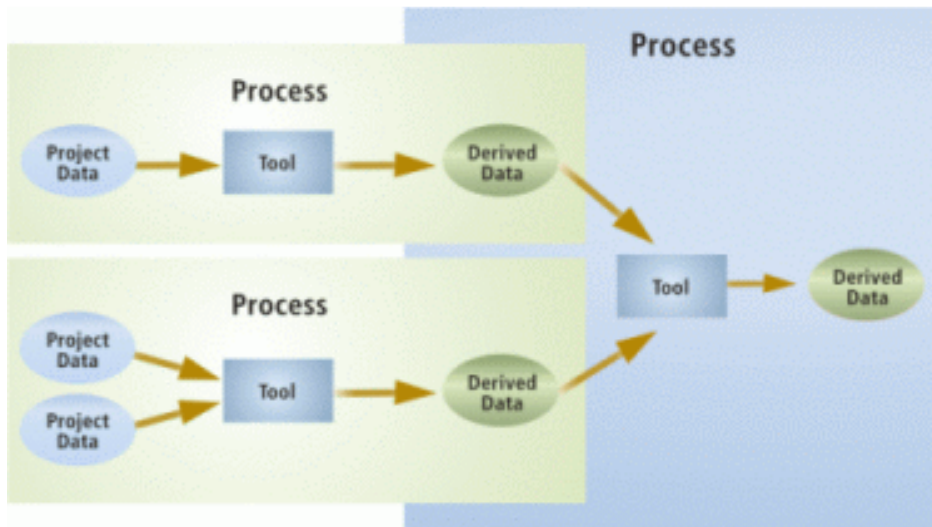 Process
Process
Project
Data
Tool
Derived
Data
Tool
Derived
Data
Process
Project
Data
Project
Data
Tool
Derived
Data